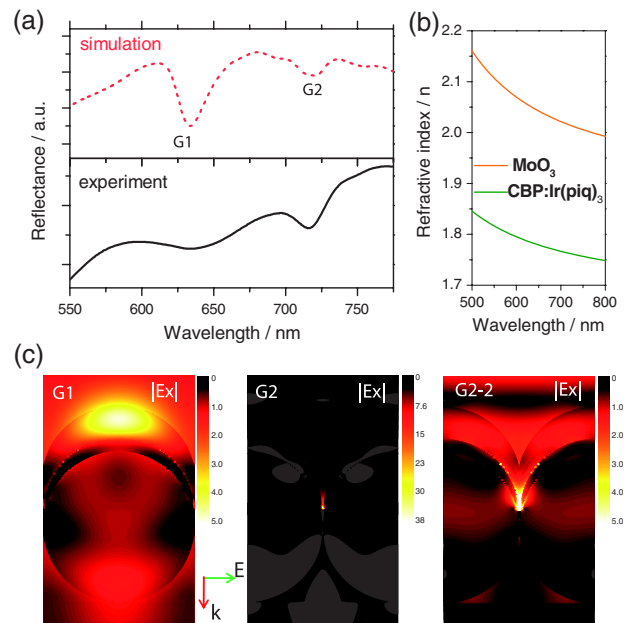 (a)
simulation
G1
G2
experiment
Reflectance / a.u.
550
600
650
700
750
Wavelength / nm
(b)
2.2
2.1
2.0
1.9
1.8
1.7
Refractive index / n
MoO3
CBP:Ir(piq)3
500
600
700
800
Wavelength / nm
(c)
G1
|Ex|
0
1.0
2.0
3.0
4.0
5.0
E
k
G2
|Ex|
0
7.6
15
23
30
38
G2-2
|Ex|
0
1.0
2.0
3.0
4.0
5.0